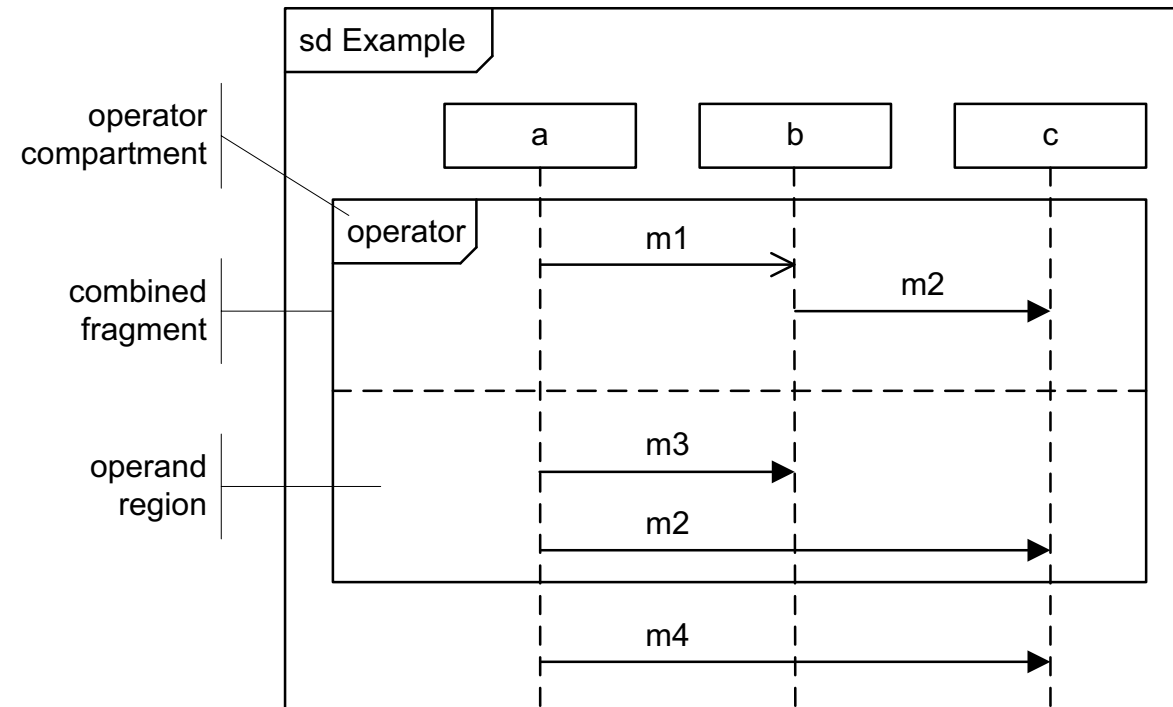 sd Example
operator
compartment
a
b
c
operator
m1
m2
combined
fragment
m3
operand
region
m2
m4